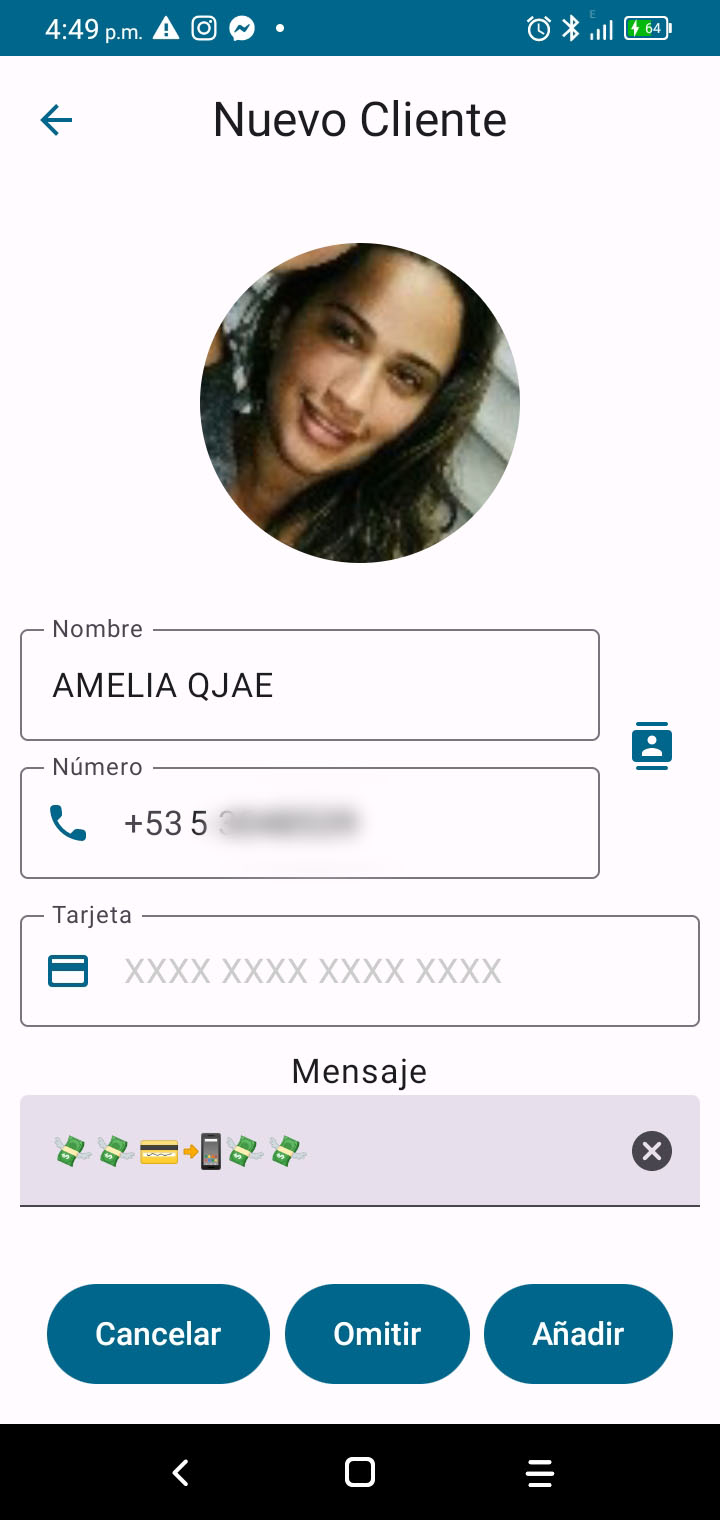 4:49 p.m.
E
64
Nuevo Cliente
Nombre
AMELIA QJAE
Número
+53 5
Tarjeta
XXXX XXXX XXXX XXXX
Mensaje
💸💸💳➡📱💸💸
Cancelar
Omitir
Añadir